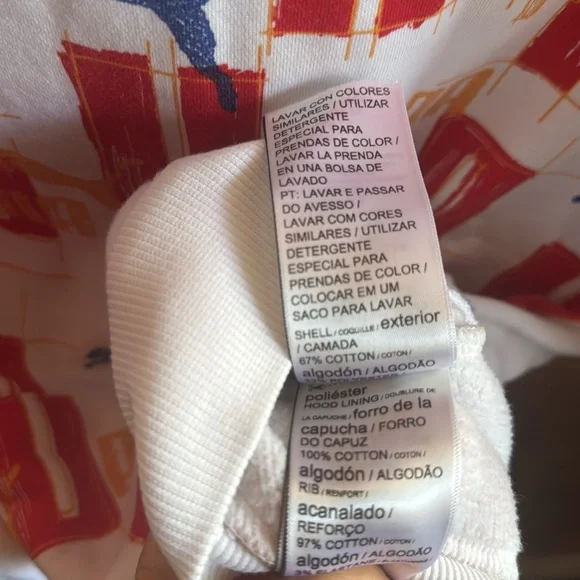 LAVAR CON COLORES
SIMILARES / UTILIZAR
DETERGENTE
ESPECIAL PARA
PRENDAS DE COLOR /
LAVAR LA PRENDA
EN UNA BOLSA DE
LAVADO
PT: LAVAR E PASSAR
DO AVESSO /
LAVAR COM CORES
SIMILARES / UTILIZAR
DETERGENTE
ESPECIAL PARA
PRENDAS DE COLOR /
COLOCAR EM UM
SACO PARA LAVAR
SHELL / COQUILLE / exterior
/ CAMADA
67% COTTON / COTON /
algodón / ALGODÃO
33% POLYESTER /
poliéster
HOOD LINING / DOUBLURE DE
LA CAPUCHE / forro de la
capucha / FORRO
DO CAPUZ
100% COTTON / COTON /
algodón / ALGODÃO
RIB / RENFORT /
acanalado /
REFORÇO
97% COTTON / COTON /
algodón / ALGODÃO
3% ELASTANE /